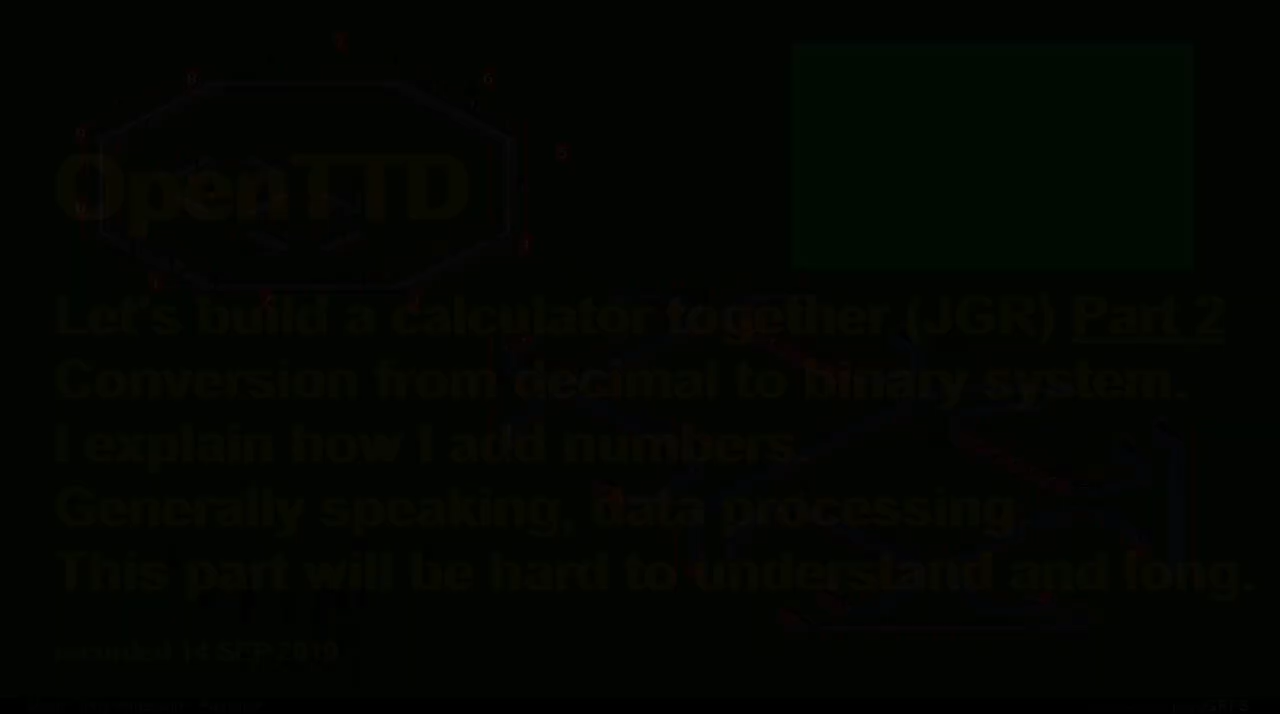 OpenTTD
Let's build a calculator together (JGR) Part 2
Conversion from decimal to binary system.
I explain how I add numbers.
Generally speaking, data processing.
This part will be hard to understand and long.
recorded 14 SEP 2019